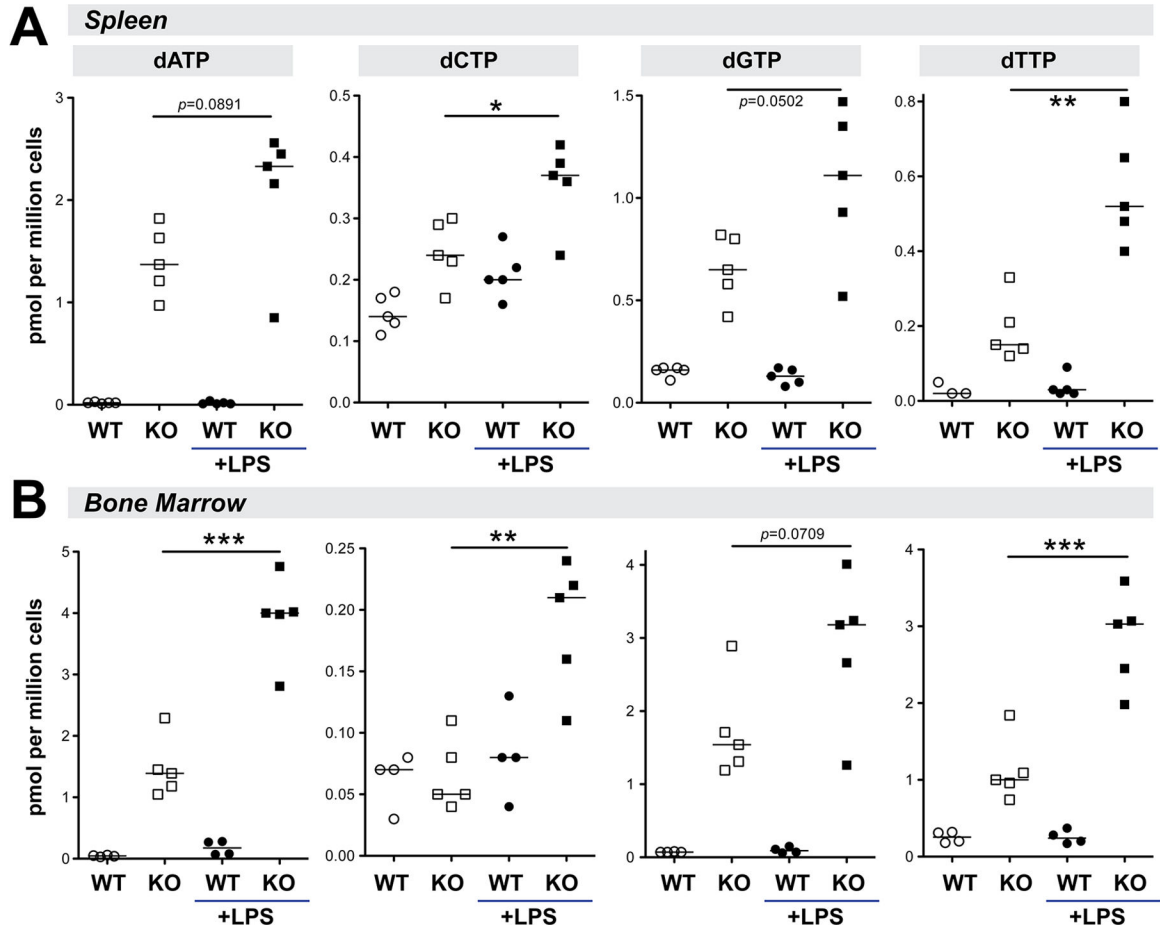 A
Spleen
dATP dCTP dGTP dTTP
pmol per million cells
3
2
1
0
p=0.0891
WT KO WT KO
+LPS
0.5
0.4
0.3
0.2
0.1
0.0
*
WT KO WT KO
+LPS
1.5
1.0
0.5
0.0
p=0.0502
WT KO WT KO
+LPS
0.8
0.6
0.4
0.2
0.0
**
WT KO WT KO
+LPS
B
Bone Marrow
pmol per million cells
5
4
3
2
1
0
***
WT KO WT KO
+LPS
0.25
0.20
0.15
0.10
0.05
0.00
**
WT KO WT KO
+LPS
4
3
2
1
0
p=0.0709
WT KO WT KO
+LPS
4
3
2
1
0
***
WT KO WT KO
+LPS